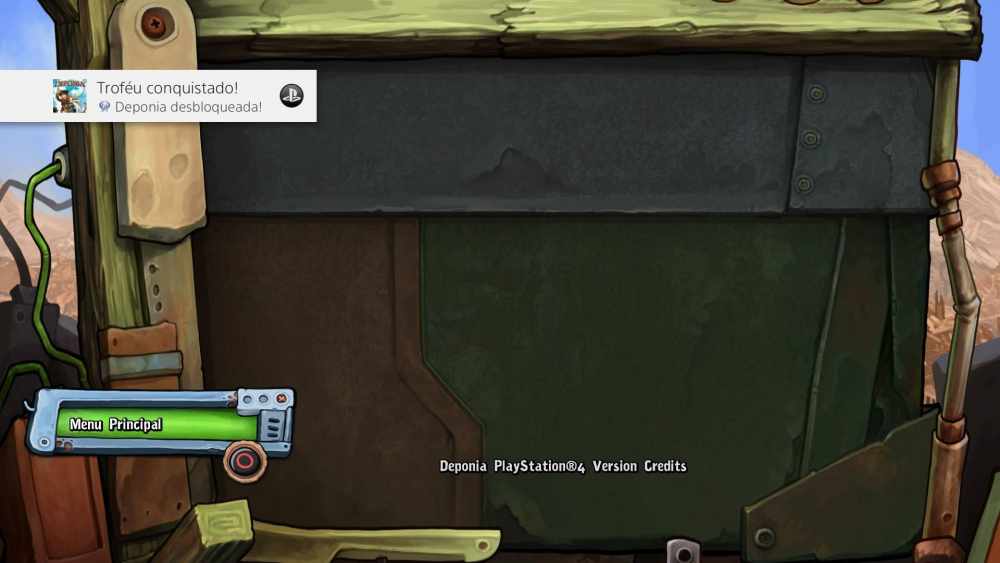 Troféu conquistado!
Deponia desbloqueada!
Menu Principal
Deponia PlayStation®4 Version Credits